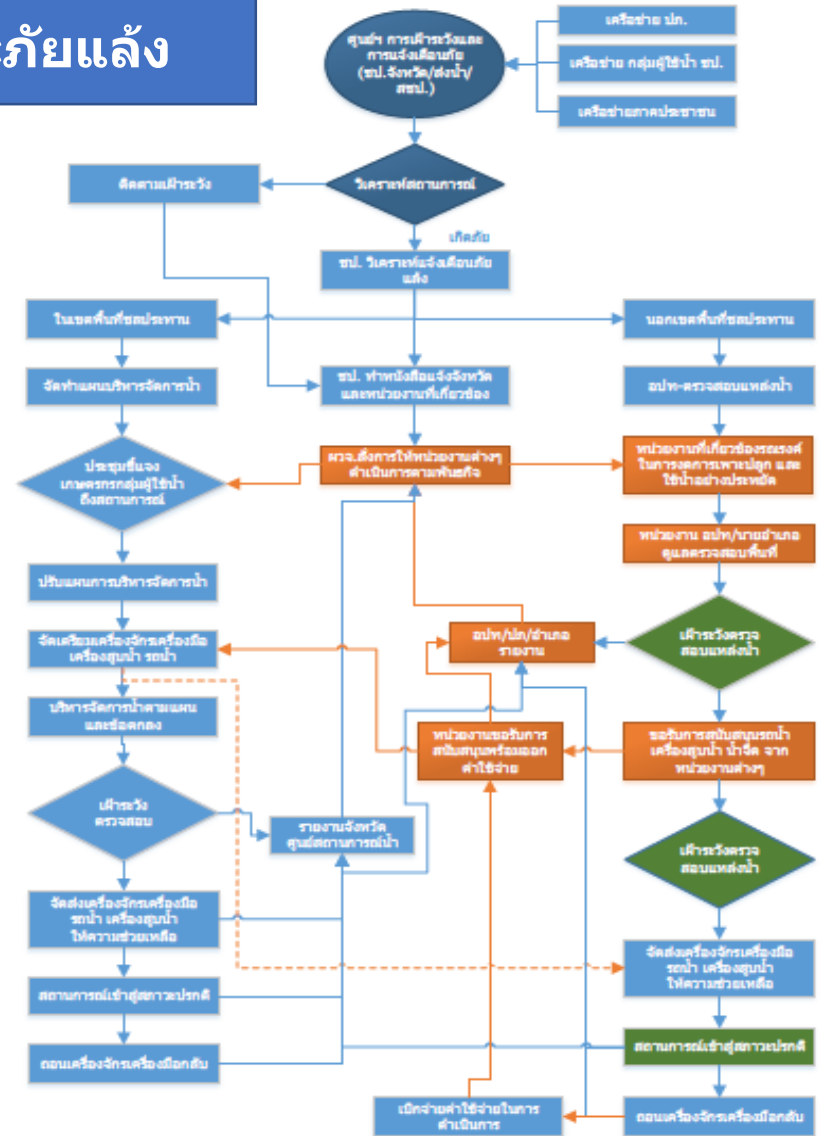 ะภัยแล้ง
ศูนย์ฯ การเฝ้าระวังและ
การแจ้งเตือนภัย
(ชป.จังหวัด/ส่งน้ำ/
สชป.)
เครือข่าย ปภ.
เครือข่าย กลุ่มผู้ใช้น้ำ ชป.
เครือข่ายภาคประชาชน
ติดตามเฝ้าระวัง
วิเคราะห์สถานการณ์
เกิดภัย
ชป. วิเคราะห์แจ้งเตือนภัย
แล้ง
ในเขตพื้นที่ชลประทาน
นอกเขตพื้นที่ชลประทาน
จัดทำแผนบริหารจัดการน้ำ
ชป. ทำหนังสือแจ้งจังหวัด
และหน่วยงานที่เกี่ยวข้อง
อปท-ตรวจสอบแหล่งน้ำ
ประชุมชี้แจง
เกษตรกรกลุ่มผู้ใช้น้ำ
ถึงสถานการณ์
ผวจ.สั่งการให้หน่วยงานต่างๆ
ดำเนินการตามพันธกิจ
หน่วยงานที่เกี่ยวข้องรณรงค์
ในการงดการเพาะปลูก และ
ใช้น้ำอย่างประหยัด
หน่วยงาน อปท/นายอำเภอ
ดูแลตรวจสอบพื้นที่
ปรับแผนการบริหารจัดการน้ำ
จัดเตรียมเครื่องจักรเครื่องมือ
เครื่องสูบน้ำ รถน้ำ
อปท/ปภ/อำเภอ
รายงาน
เฝ้าระวังตรวจ
สอบแหล่งน้ำ
บริหารจัดการน้ำตามแผน
และข้อตกลง
หน่วยงานขอรับการ
สนับสนุนพร้อมออก
ค่าใช้จ่าย
ขอรับการสนับสนุนรถน้ำ
เครื่องสูบน้ำ น้ำจืด จาก
หน่วยงานต่างๆ
เฝ้าระวัง
ตรวจสอบ
รายงานจังหวัด
ศูนย์สถานการณ์น้ำ
เฝ้าระวังตรวจ
สอบแหล่งน้ำ
จัดส่งเครื่องจักรเครื่องมือ
รถน้ำ เครื่องสูบน้ำ
ให้ความช่วยเหลือ
จัดส่งเครื่องจักรเครื่องมือ
รถน้ำ เครื่องสูบน้ำ
ให้ความช่วยเหลือ
สถานการณ์เข้าสู่สภาวะปรกติ
สถานการณ์เข้าสู่สภาวะปรกติ
ถอนเครื่องจักรเครื่องมือกลับ
เบิกจ่ายค่าใช้จ่ายในการ
ดำเนินการ
ถอนเครื่องจักรเครื่องมือกลับ